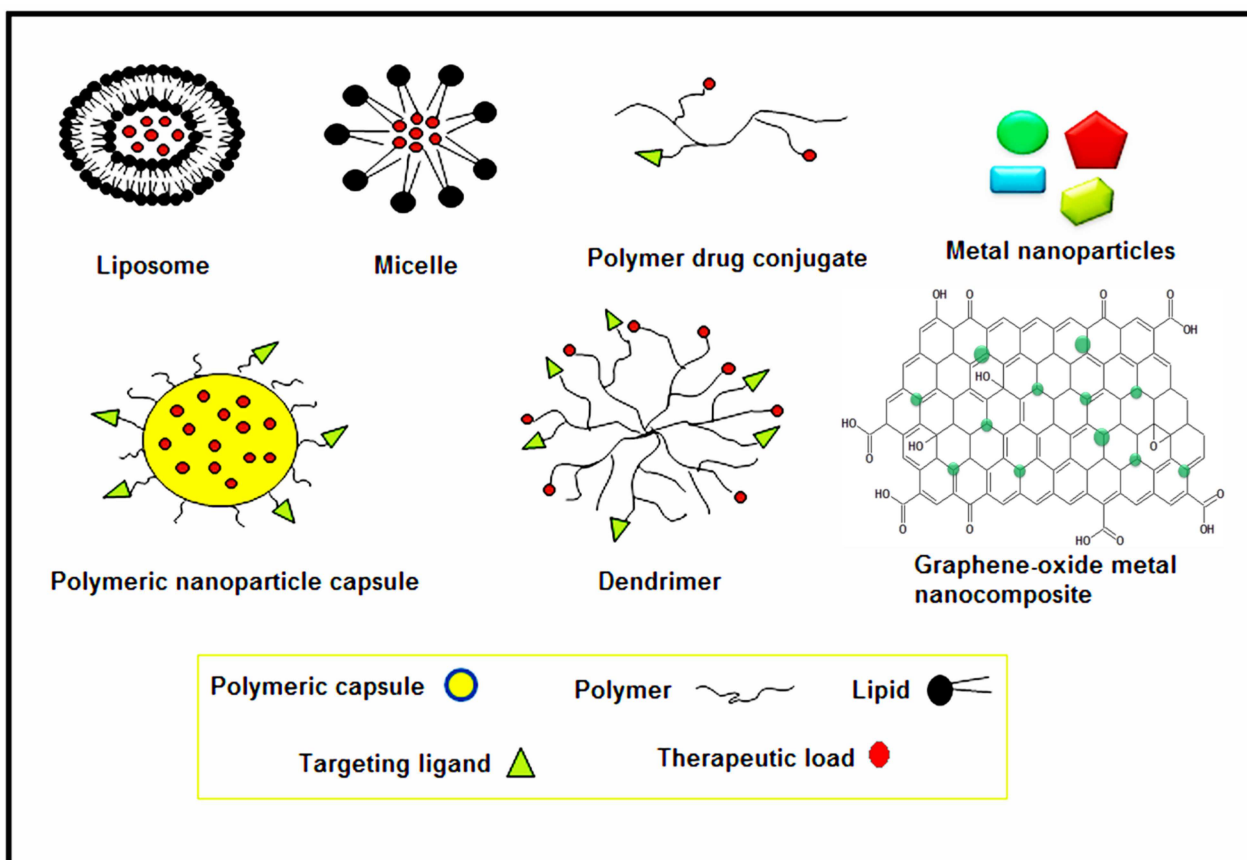 Liposome
Micelle
Polymer drug conjugate
Metal nanoparticles
OH
O
O
O
OH
HO
HO
O
HO
O
O
HO
O
O
HO
O
O
OH
Polymeric nanoparticle capsule
Dendrimer
Graphene-oxide metal
nanocomposite
Polymeric capsule
Polymer
Lipid
Targeting ligand
Therapeutic load